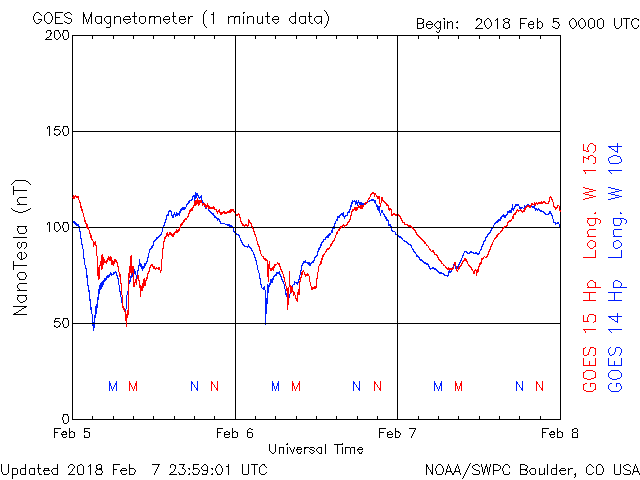 GOES Magnetometer (1 minute data)
Begin: 2018 Feb 5 0000 UTC
200
150
100
50
0
NanoTesla (nT)
M M N N M M N N M M N N
Feb 5 Feb 6 Feb 7 Feb 8
Universal Time
GOES 15 Hp Long. W 135
GOES 14 Hp Long. W 104
Updated 2018 Feb 7 23:59:01 UTC
NOAA/SWPC Boulder, CO USA